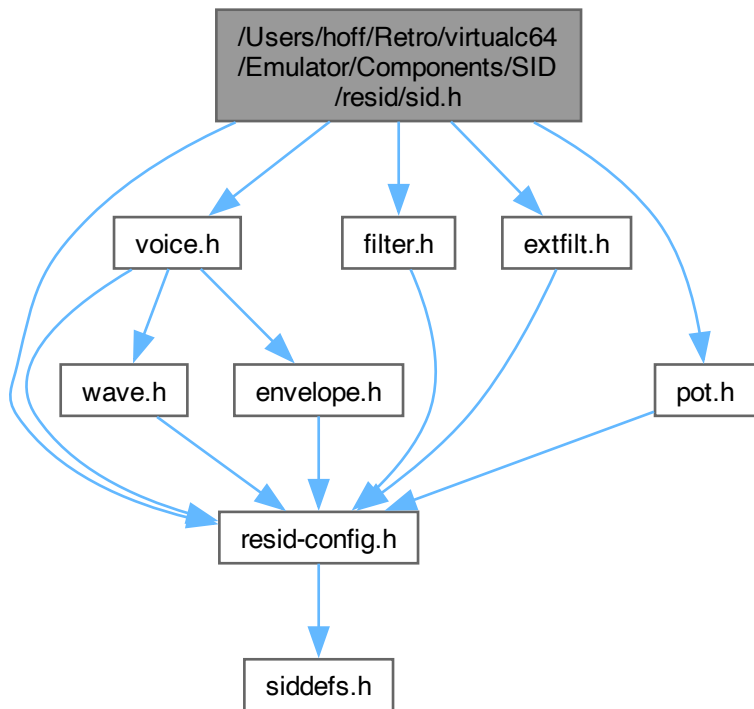 /Users/hoff/Retro/virtualc64
/Emulator/Components/SID
/resid/sid.h
voice.h
filter.h
extfilt.h
wave.h
envelope.h
pot.h
resid-config.h
siddefs.h